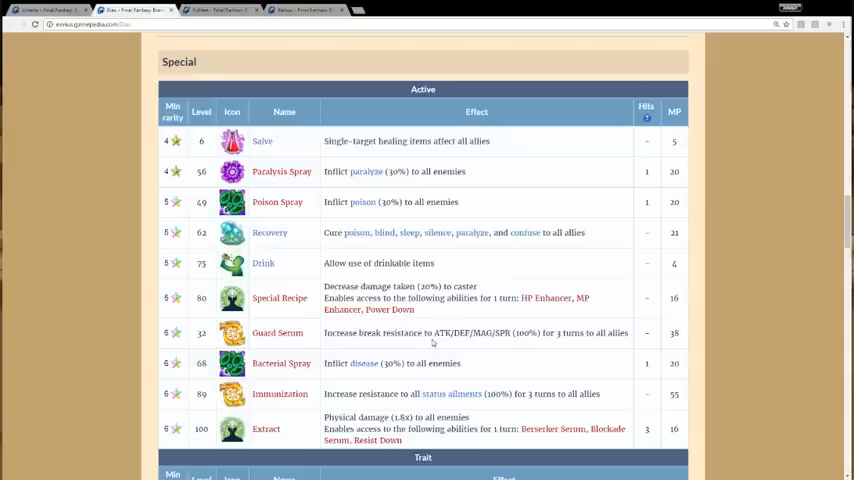 exvius.gamepedia.com/Elias
Special
Active
Min rarity Level Icon Name Effect Hits MP
4 6 Salve Single-target healing items affect all allies - 5
4 56 Paralysis Spray Inflict paralyze (30%) to all enemies 1 20
5 49 Poison Spray Inflict poison (30%) to all enemies 1 20
5 62 Recovery Cure poison, blind, sleep, silence, paralyze, and confuse to all allies - 21
5 75 Drink Allow use of drinkable items - 4
5 80 Special Recipe Decrease damage taken (20%) to caster - 16
Enables access to the following abilities for 1 turn: HP Enhancer, MP
Enhancer, Power Down
6 32 Guard Serum Increase break resistance to ATK/DEF/MAG/SPR (100%) for 3 turns to all allies - 38
6 68 Bacterial Spray Inflict disease (30%) to all enemies 1 20
6 89 Immunization Increase resistance to all status ailments (100%) for 3 turns to all allies - 55
6 100 Extract Physical damage (1.8x) to all enemies 3 16
Enables access to the following abilities for 1 turn: Berserker Serum, Blockade
Serum, Resist Down
Trait
Min Level Icon Name Effect